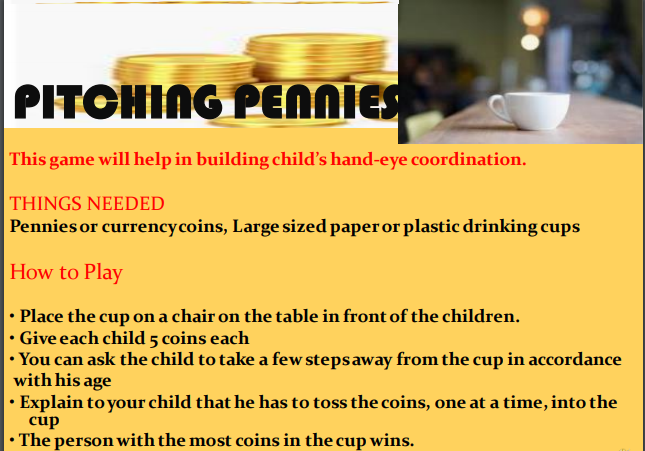 PITCHING PENNIES
This game will help in building child's hand-eye coordination.
THINGS NEEDED
Pennies or currency coins, Large sized paper or plastic drinking cups
How to Play
• Place the cup on a chair on the table in front of the children.
• Give each child 5 coins each
• You can ask the child to take a few steps away from the cup in accordance
with his age
• Explain to your child that he has to toss the coins, one at a time, into the
cup
• The person with the most coins in the cup wins.